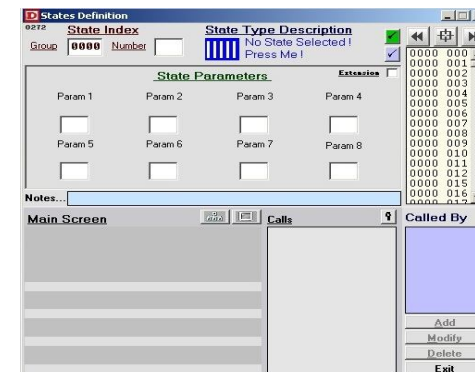 States Definition
0272
State Index
State Type Description
Group 0000 Number
No State Selected !
Press Me !
State Parameters
Extension
Param 1 Param 2 Param 3 Param 4
Param 5 Param 6 Param 7 Param 8
Notes...
0000 000
0000 001
0000 002
0000 003
0000 004
0000 005
0000 006
0000 007
0000 008
0000 009
0000 010
0000 011
0000 012
0000 015
0000 016
0000 017
Main Screen
Calls
Called By
Add
Modify
Delete
Exit